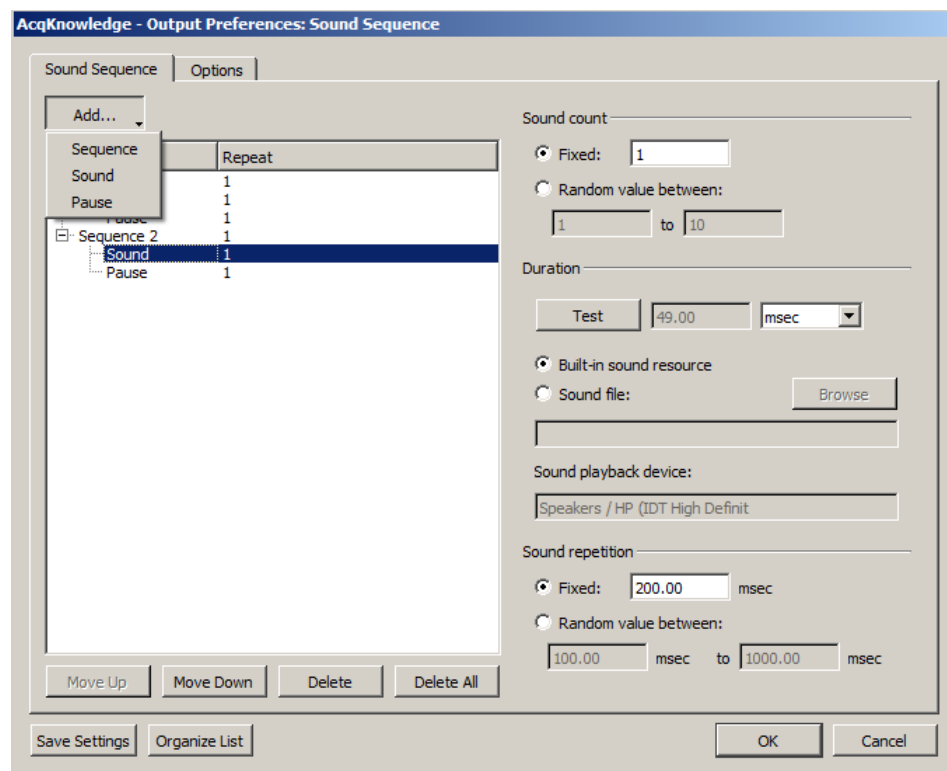 AcqKnowledge - Output Preferences: Sound Sequence
Sound Sequence Options
Add...
Sequence
Sound
Pause
Repeat
1
1
Pause 1
Sequence 2 1
Sound 1
Pause 1
Move Up Move Down Delete Delete All
Sound count
Fixed: 1
Random value between:
1 to 10
Duration
Test 49.00 msec
Built-in sound resource
Sound file: Browse
Sound playback device:
Speakers / HP (IDT High Definit
Sound repetition
Fixed: 200.00 msec
Random value between:
100.00 msec to 1000.00 msec
Save Settings Organize List OK Cancel